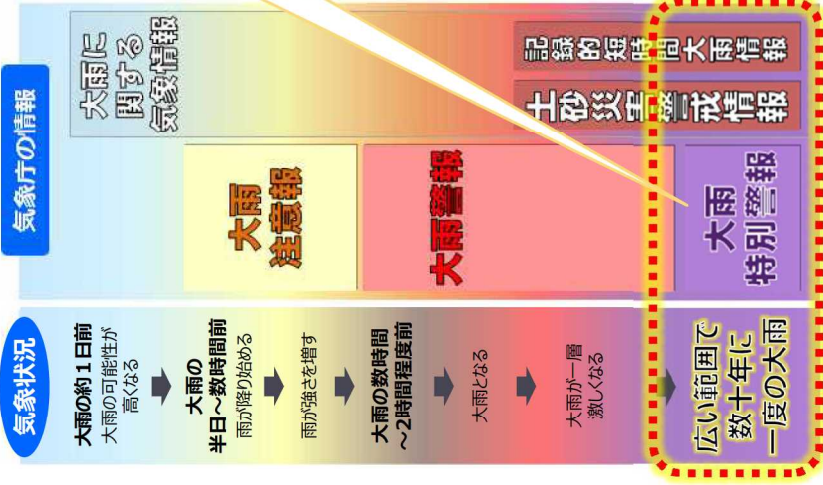 気象状況
気象庁の情報
大雨の約1日前
大雨の可能性が
高くなる
大雨の
半日~数時間前
雨が降り始める
雨が強さを増す
大雨の数時間
~2時間程度前
大雨となる
大雨が一層
激しくなる
広い範囲で
数十年に
一度の大雨
大雨
注意報
大雨警報
大雨
特別警報
大雨に
関する
気象情報
土砂災害警戒情報
記録的短時間大雨情報